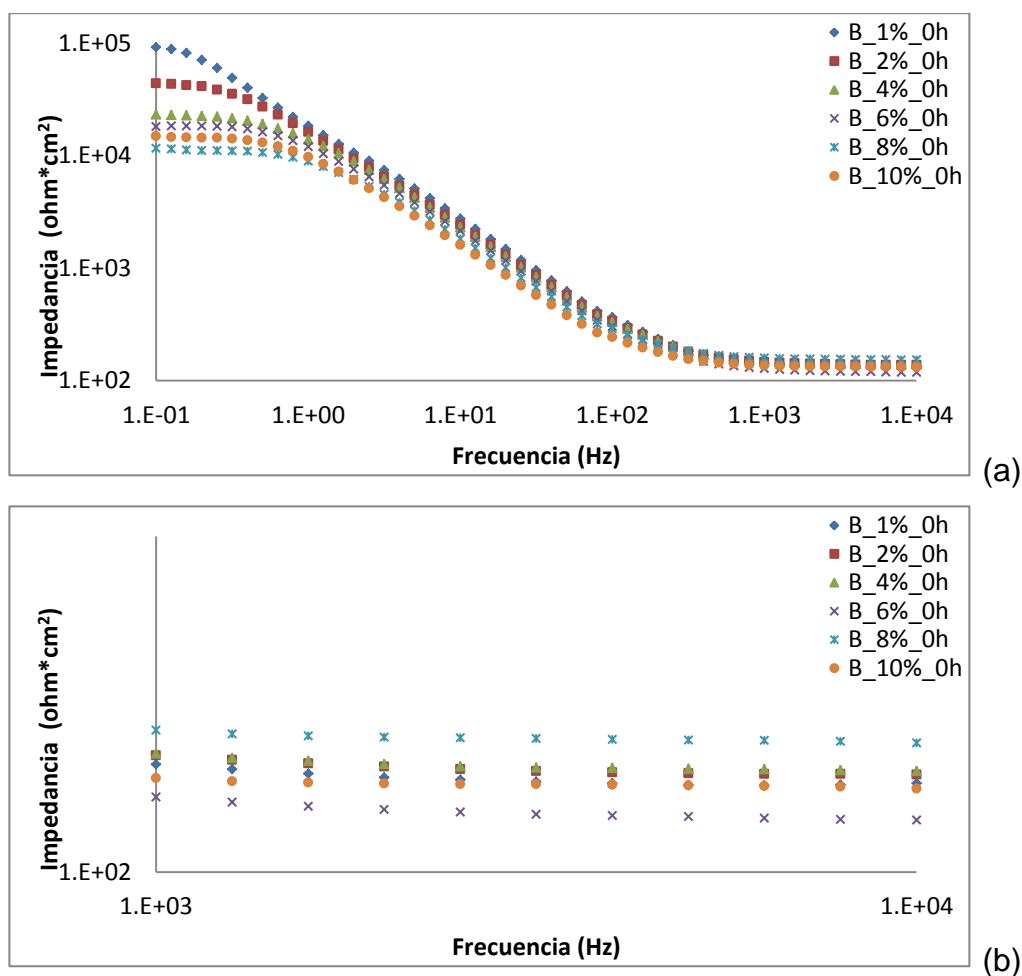 1.E+05
1.E+04
1.E+03
1.E+02
Impedancia (ohm*cm²)
1.E-01 1.E+00 1.E+01 1.E+02 1.E+03 1.E+04
Frecuencia (Hz)
B_1%_0h
B_2%_0h
B_4%_0h
B_6%_0h
B_8%_0h
B_10%_0h
(a)
1.E+02
Impedancia (ohm*cm²)
1.E+03 1.E+04
Frecuencia (Hz)
B_1%_0h
B_2%_0h
B_4%_0h
B_6%_0h
B_8%_0h
B_10%_0h
(b)